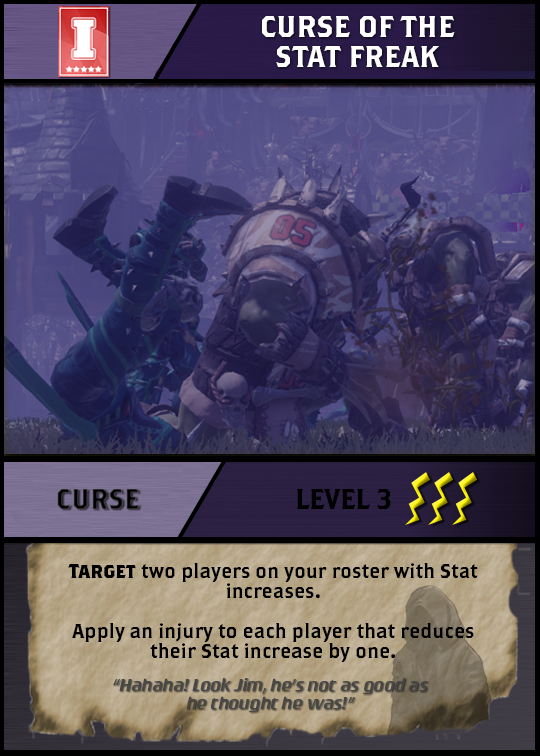 I
CURSE OF THE
STAT FREAK
05
CURSE
LEVEL 3
TARGET two players on your roster with Stat
increases.
Apply an injury to each player that reduces
their Stat increase by one.
"Hahaha! Look Jim, he's not as good as
he thought he was!"